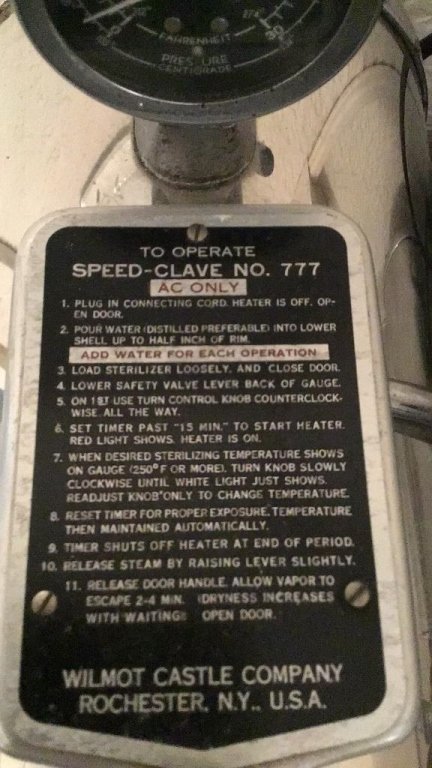 FAHRENHEIT
PRESSURE
CENTIGRADE
TO OPERATE
SPEED-CLAVE NO. 777
AC ONLY
1. PLUG IN CONNECTING CORD. HEATER IS OFF. OP-
EN DOOR.
2. POUR WATER (DISTILLED PREFERABLE) INTO LOWER
SHELL UP TO HALF INCH OF RIM.
ADD WATER FOR EACH OPERATION
3. LOAD STERILIZER LOOSELY, AND CLOSE DOOR.
4. LOWER SAFETY VALVE LEVER BACK OF GAUGE.
5. ON 1ST USE TURN CONTROL KNOB COUNTERCLOCK-
WISE, ALL THE WAY.
6. SET TIMER PAST "15 MIN." TO START HEATER.
RED LIGHT SHOWS. HEATER IS ON.
7. WHEN DESIRED STERILIZING TEMPERATURE SHOWS
ON GAUGE (250°F OR MORE), TURN KNOB SLOWLY
CLOCKWISE UNTIL WHITE LIGHT JUST SHOWS.
READJUST KNOB ONLY TO CHANGE TEMPERATURE.
8. RESET TIMER FOR PROPER EXPOSURE. TEMPERATURE
THEN MAINTAINED AUTOMATICALLY.
9. TIMER SHUTS OFF HEATER AT END OF PERIOD.
10. RELEASE STEAM BY RAISING LEVER SLIGHTLY.
11. RELEASE DOOR HANDLE. ALLOW VAPOR TO
ESCAPE 2-4 MIN. (DRYNESS INCREASES
WITH WAITING) OPEN DOOR.
WILMOT CASTLE COMPANY
ROCHESTER, N.Y., U.S.A.